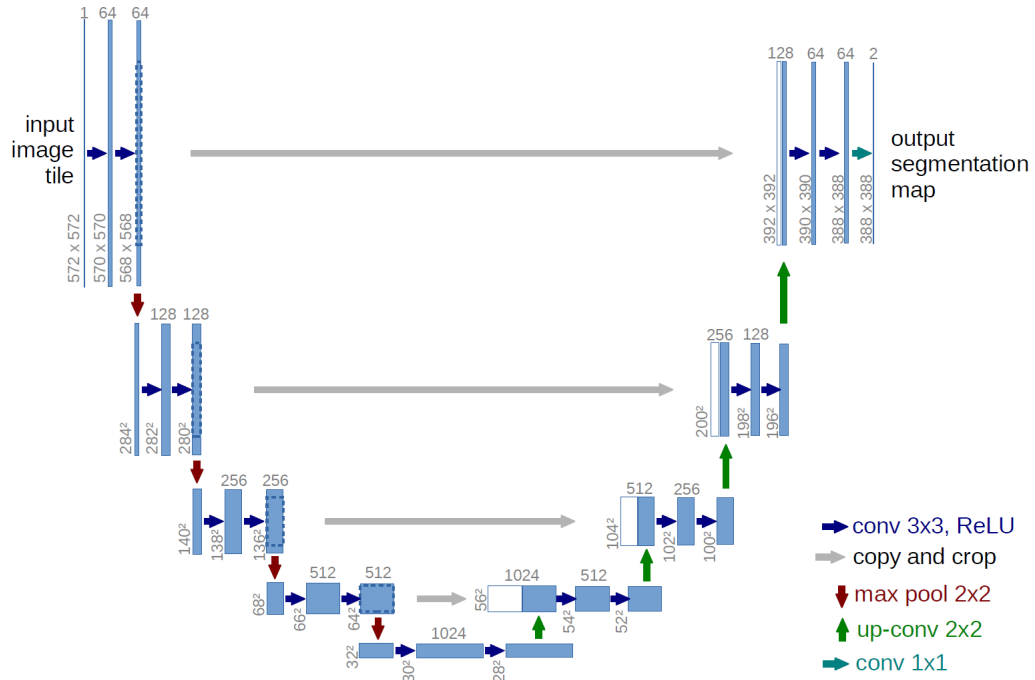 1 64 64
128
64 64 2
input
image
tile
output
segmentation
map
572 x 572
570 x 570
568 x 568
392 x 392
390 x 390
388 x 388
388 x 388
128 128
256 128
284²
282²
280²
200²
198²
196²
256 256
512 256
140²
138²
136²
104²
102²
100²
512 512
1024 512
68²
66²
64²
56²
54²
52²
1024
32²
30²
28²
conv 3x3, ReLU
copy and crop
max pool 2x2
up-conv 2x2
conv 1x1